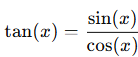 tan(x) = sin(x) / cos(x)